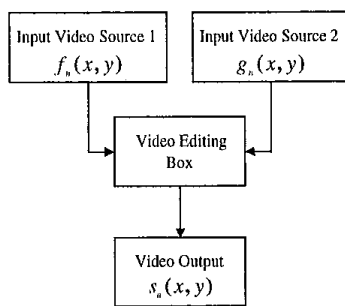 Input Video Source 1
f_n(x, y)
Input Video Source 2
g_n(x, y)
Video Editing
Box
Video Output
s_n(x, y)